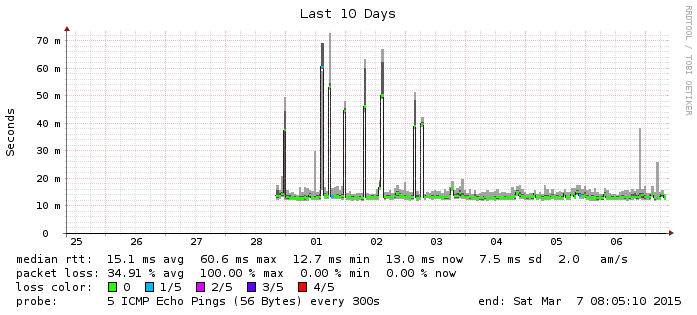 Last 10 Days
RRDTOOL / TOBI OETIKER
Seconds
70 m
60 m
50 m
40 m
30 m
20 m
10 m
0
25 26 27 28 01 02 03 04 05 06
median rtt: 15.1 ms avg 60.6 ms max 12.7 ms min 13.0 ms now 7.5 ms sd 2.0 am/s
packet loss: 34.91 % avg 100.00 % max 0.00 % min 0.00 % now
loss color: 0 1/5 2/5 3/5 4/5
probe: 5 ICMP Echo Pings (56 Bytes) every 300s end: Sat Mar 7 08:05:10 2015